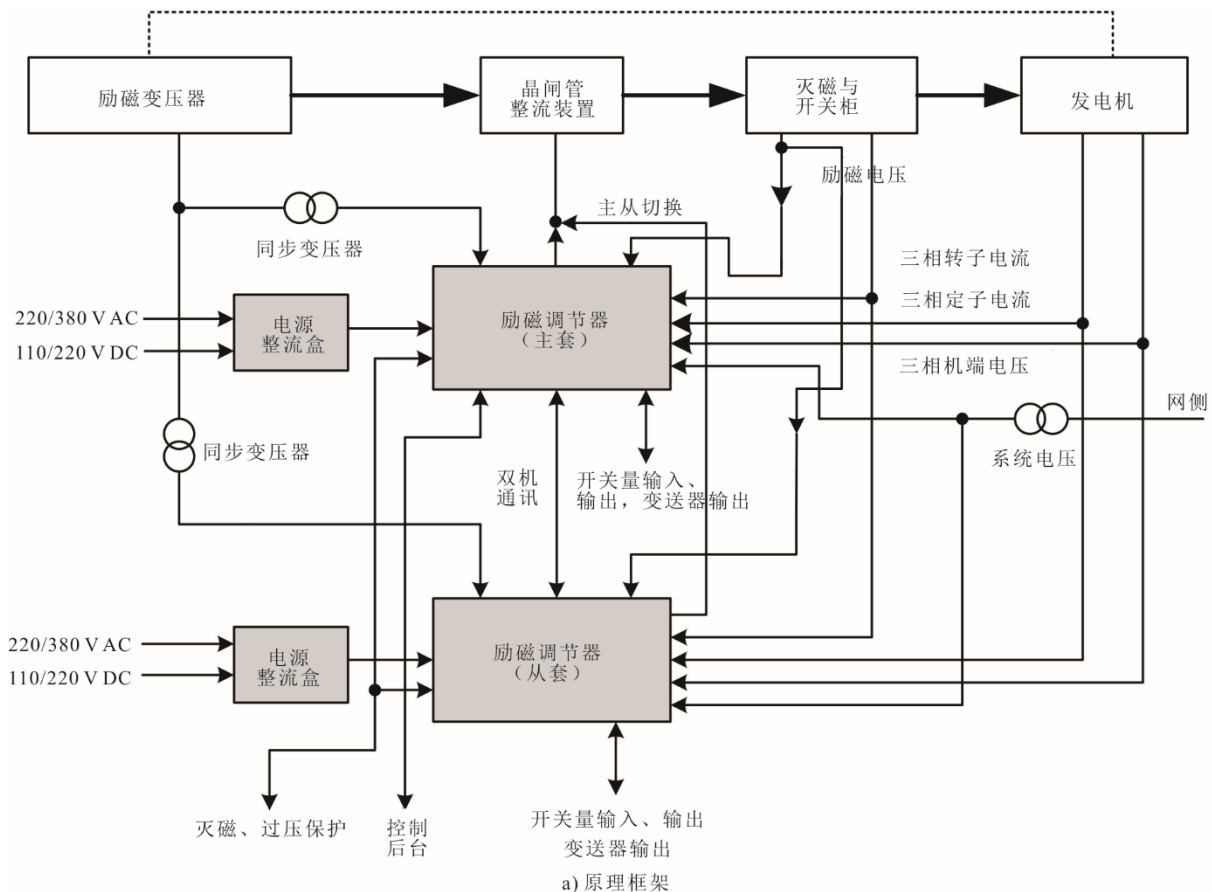 励磁变压器
晶闸管
整流装置
灭磁与
开关柜
发电机
励磁电压
主从切换
同步变压器
三相转子电流
220/380 V AC
110/220 V DC
电源
整流盒
励磁调节器
(主套)
三相定子电流
三相机端电压
网侧
同步变压器
系统电压
双机
通讯
开关量输入、
输出，变送器输出
220/380 V AC
110/220 V DC
电源
整流盒
励磁调节器
(从套)
灭磁、过压保护
控制
后台
开关量输入、输出
变送器输出
a) 原理框架